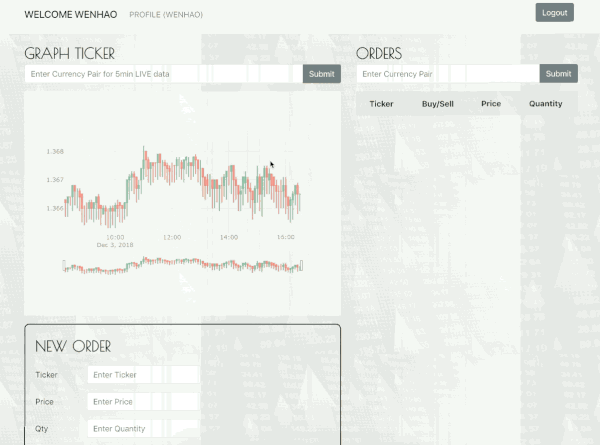 WELCOME WENHAO PROFILE (WENHAO) Logout
GRAPH TICKER
Enter Currency Pair for 5min LIVE data Submit
1.368
1.367
1.366
10:00 12:00 14:00 16:00
Dec 3, 2018
NEW ORDER
Ticker Enter Ticker
Price Enter Price
Qty Enter Quantity
ORDERS
Enter Currency Pair Submit
Ticker Buy/Sell Price Quantity